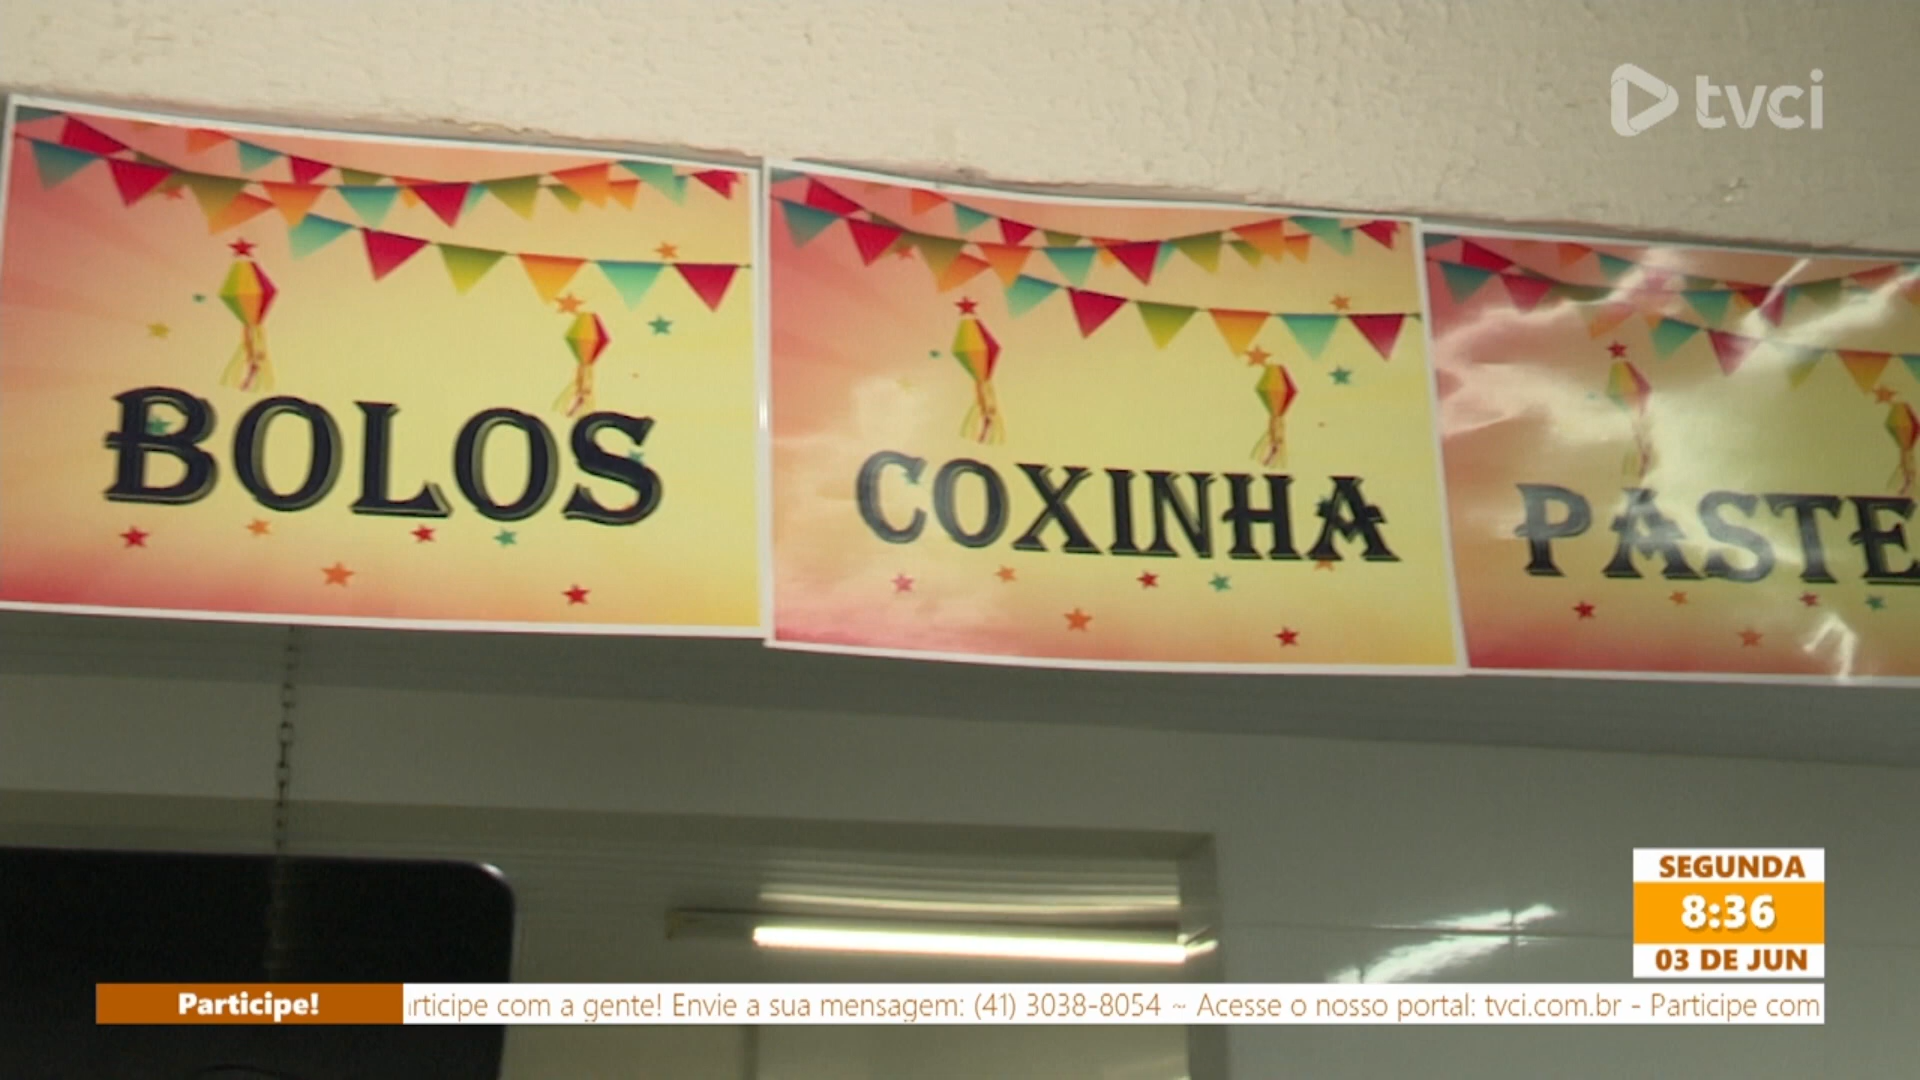 tvci
BOLOS
COXINHA
PASTE
SEGUNDA
8:36
03 DE JUN
Participe!
rticipe com a gente! Envie a sua mensagem: (41) 3038-8054 ~ Acesse o nosso portal: tvci.com.br - Participe com